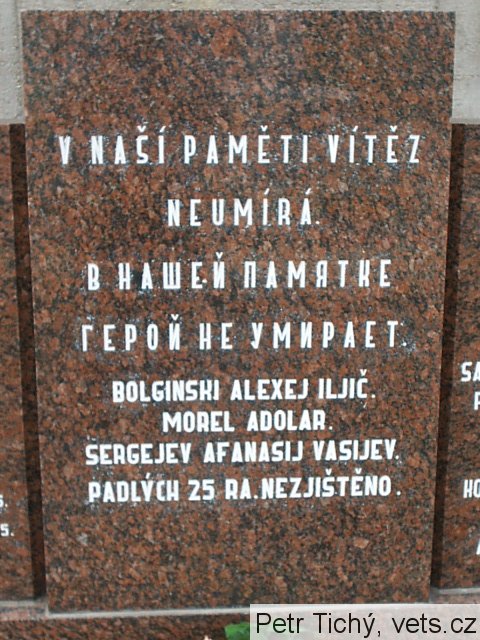 V NAŠÍ PAMĚTI VÍTĚZ
NEUMÍRÁ.
В НАШЕЙ ПАМЯТКЕ
ГЕРОЙ НЕ УМИРАЕТ.
BOLGINSKI ALEXEJ ILJIČ.
MOREL ADOLAR.
SERGEJEV AFANASIJ VASIJEV.
PADLÝCH 25 RA. NEZJIŠTĚNO.
Petr Tichý, vets.cz